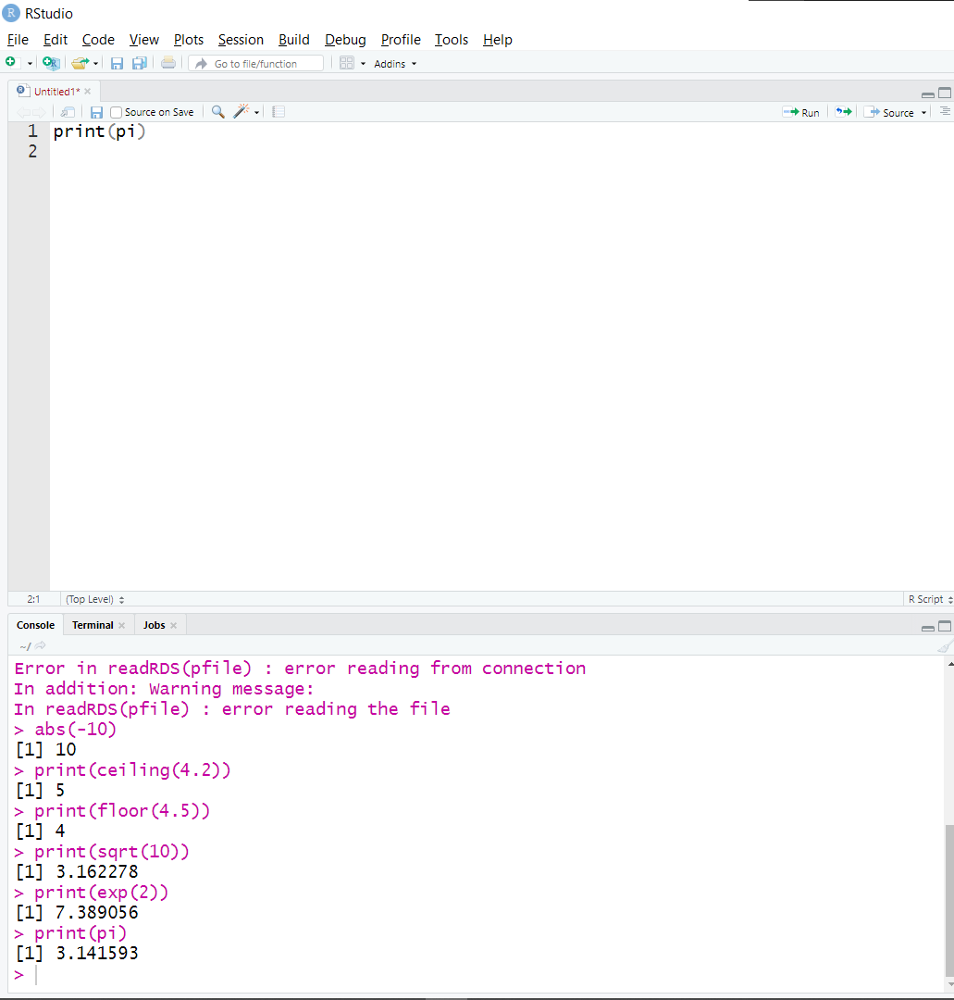 RStudio
File Edit Code View Plots Session Build Debug Profile Tools Help
Go to file/function Addins
Untitled1*
Source on Save Run Source
1 print(pi)
2
2:1 (Top Level) R Script
Console Terminal Jobs
~/
Error in readRDS(pfile) : error reading from connection
In addition: Warning message:
In readRDS(pfile) : error reading the file
> abs(-10)
[1] 10
> print(ceiling(4.2))
[1] 5
> print(floor(4.5))
[1] 4
> print(sqrt(10))
[1] 3.162278
> print(exp(2))
[1] 7.389056
> print(pi)
[1] 3.141593
>